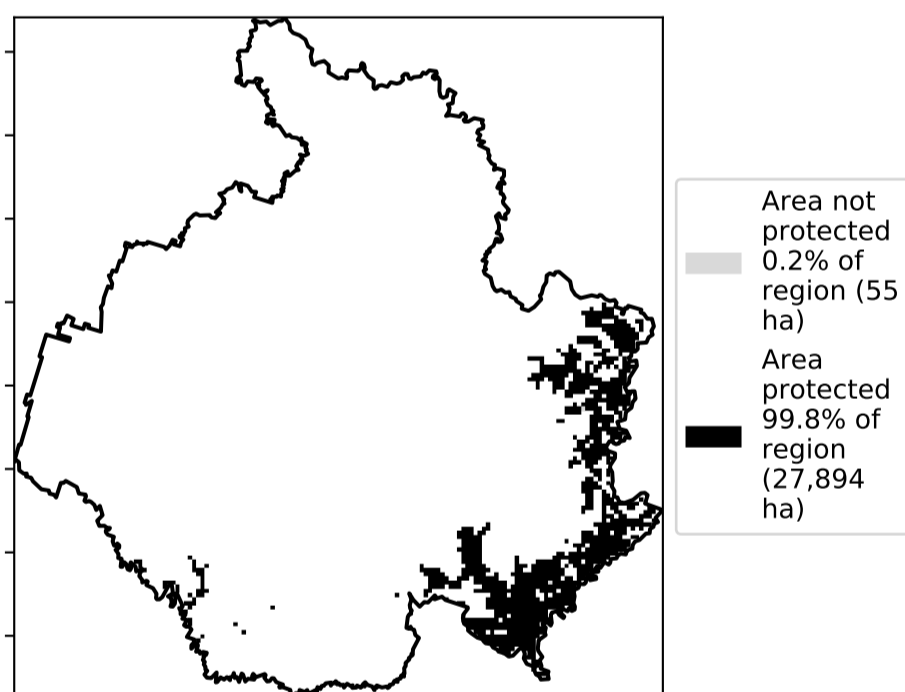 Area not
protected
0.2% of
region (55
ha)
Area
protected
99.8% of
region
(27,894
ha)